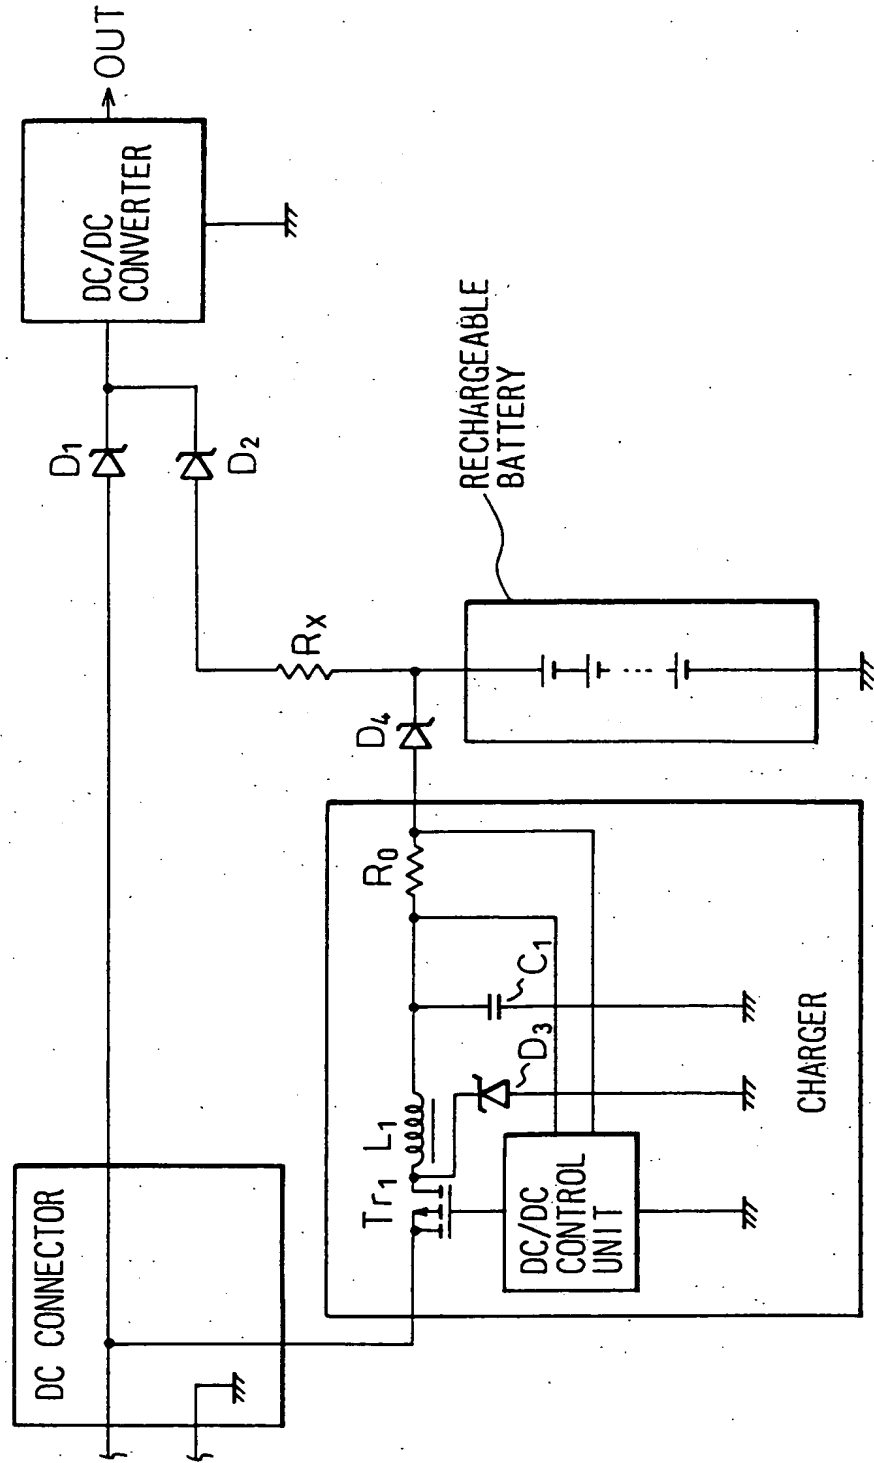 DC CONNECTOR
D1
DC/DC
CONVERTER
OUT
D2
RX
Tr1
L1
R0
D4
RECHARGEABLE
BATTERY
D3
C1
DC/DC
CONTROL
UNIT
CHARGER